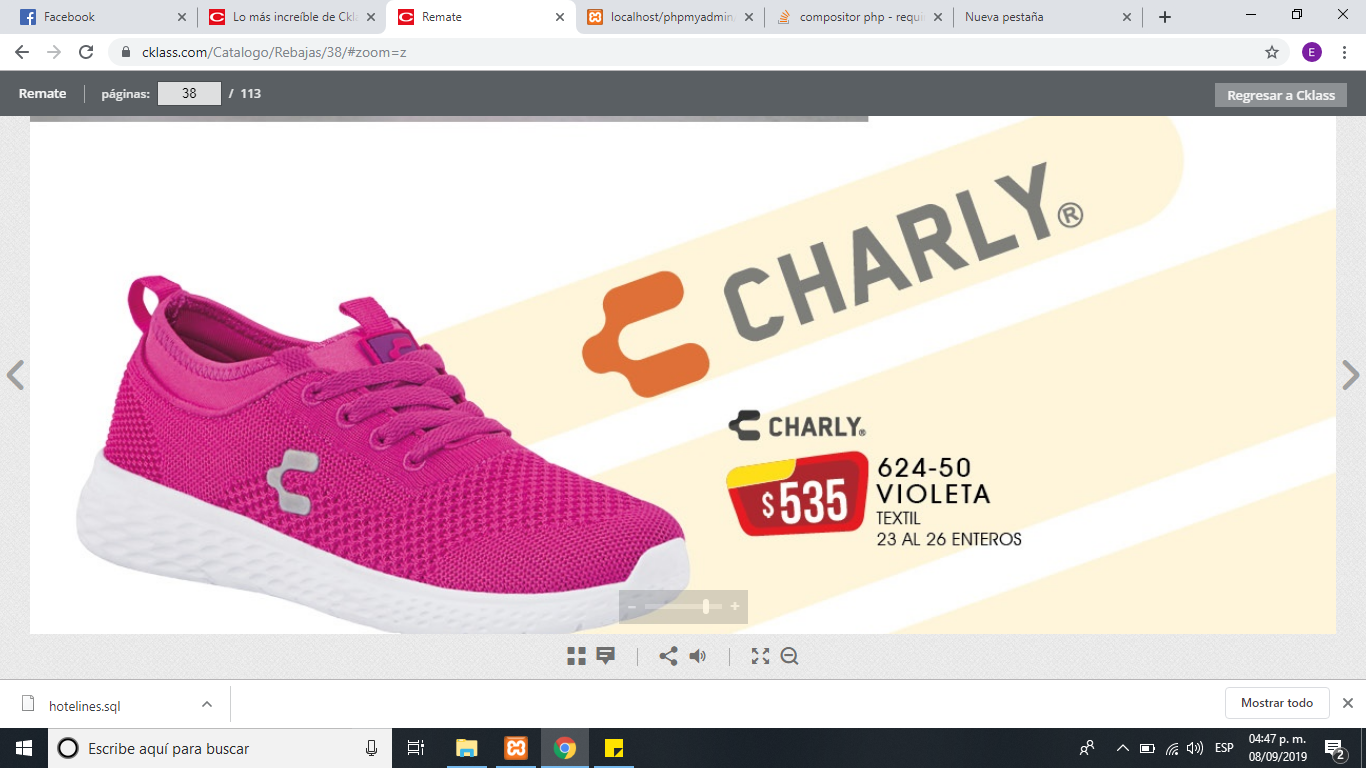 Facebook
Lo más increíble de Ckla
Remate
localhost/phpmyadmin
compositor php - requi
Nueva pestaña
cklass.com/Catalogo/Rebajas/38/#zoom=z
E
Remate
páginas: 38 / 113
Regresar a Cklass
CHARLY®
CHARLY®
$535
624-50
VIOLETA
TEXTIL
23 AL 26 ENTEROS
hotelines.sql
Mostrar todo
Escribe aquí para buscar
ESP
04:47 p. m.
08/09/2019
2